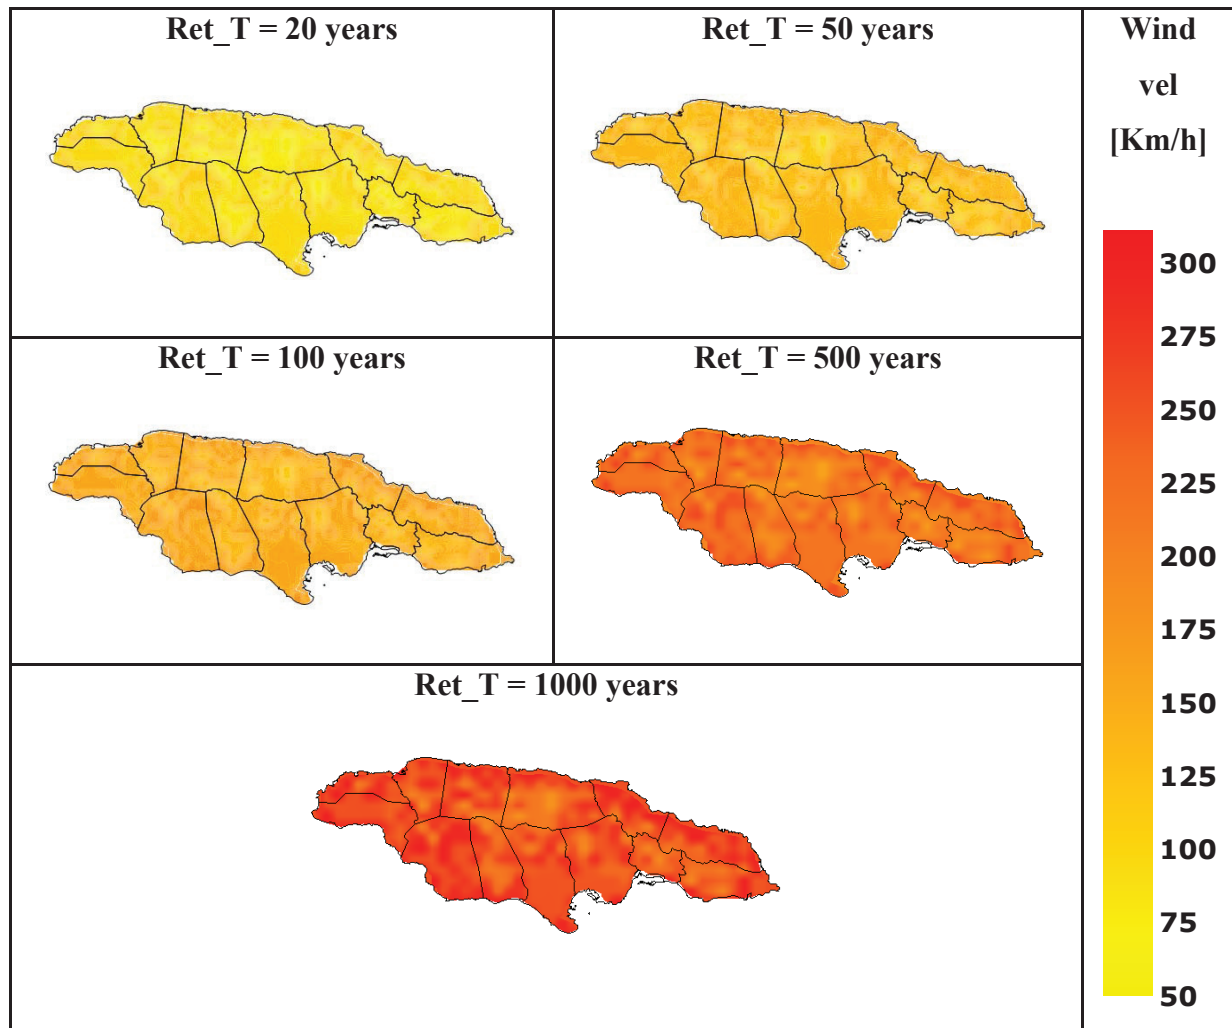 Ret_T = 20 years
Ret_T = 50 years
Wind
vel
[Km/h]
Ret_T = 100 years
Ret_T = 500 years
Ret_T = 1000 years
300
275
250
225
200
175
150
125
100
75
50